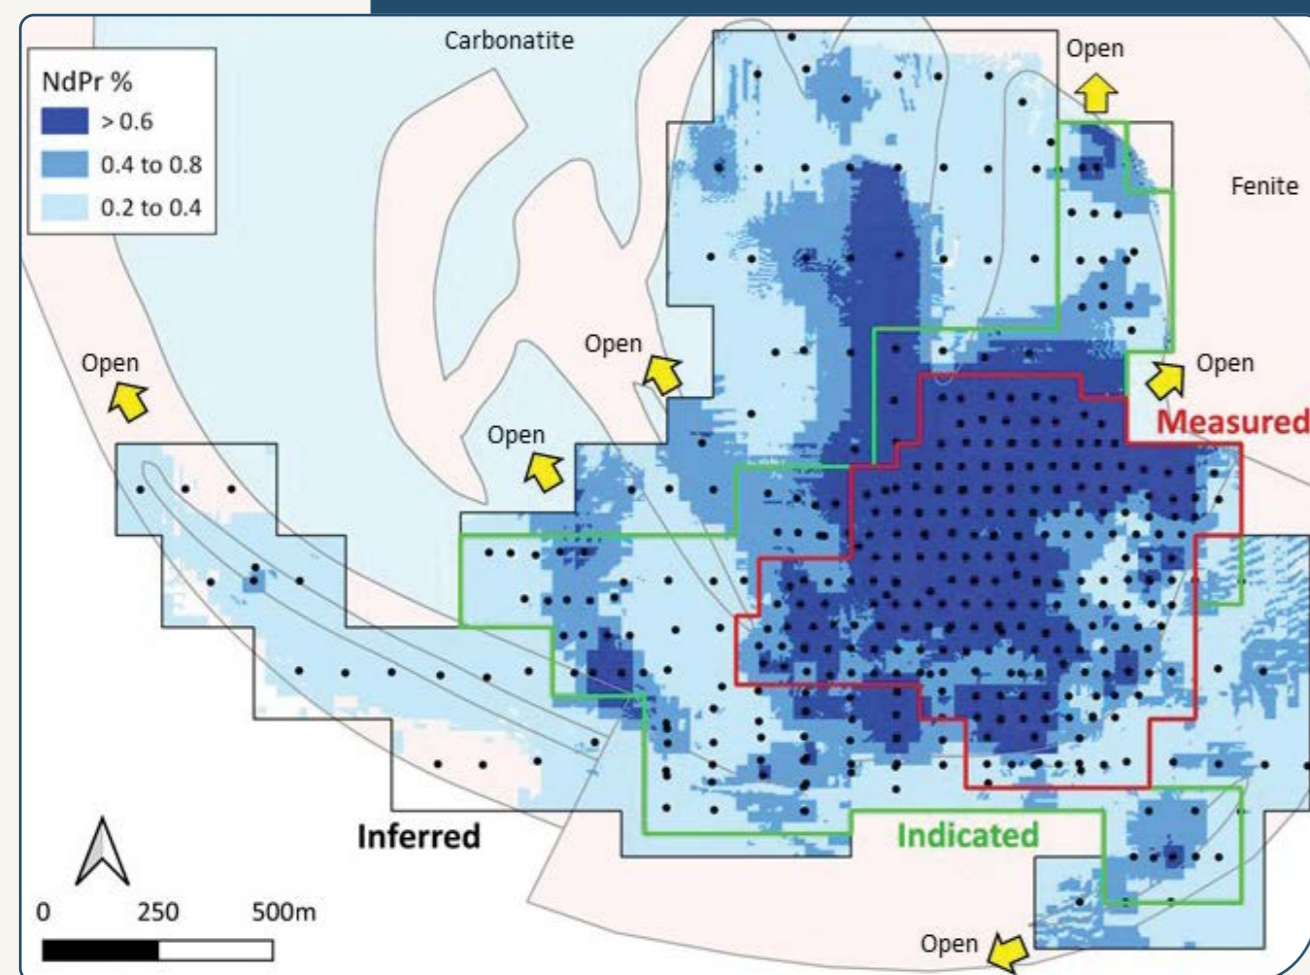 Carbonatite
Open
NdPr %
> 0.6
0.4 to 0.8
0.2 to 0.4
Fenite
Open
Open
Open
Open
Measured
Inferred
Indicated
0 250 500m
Open